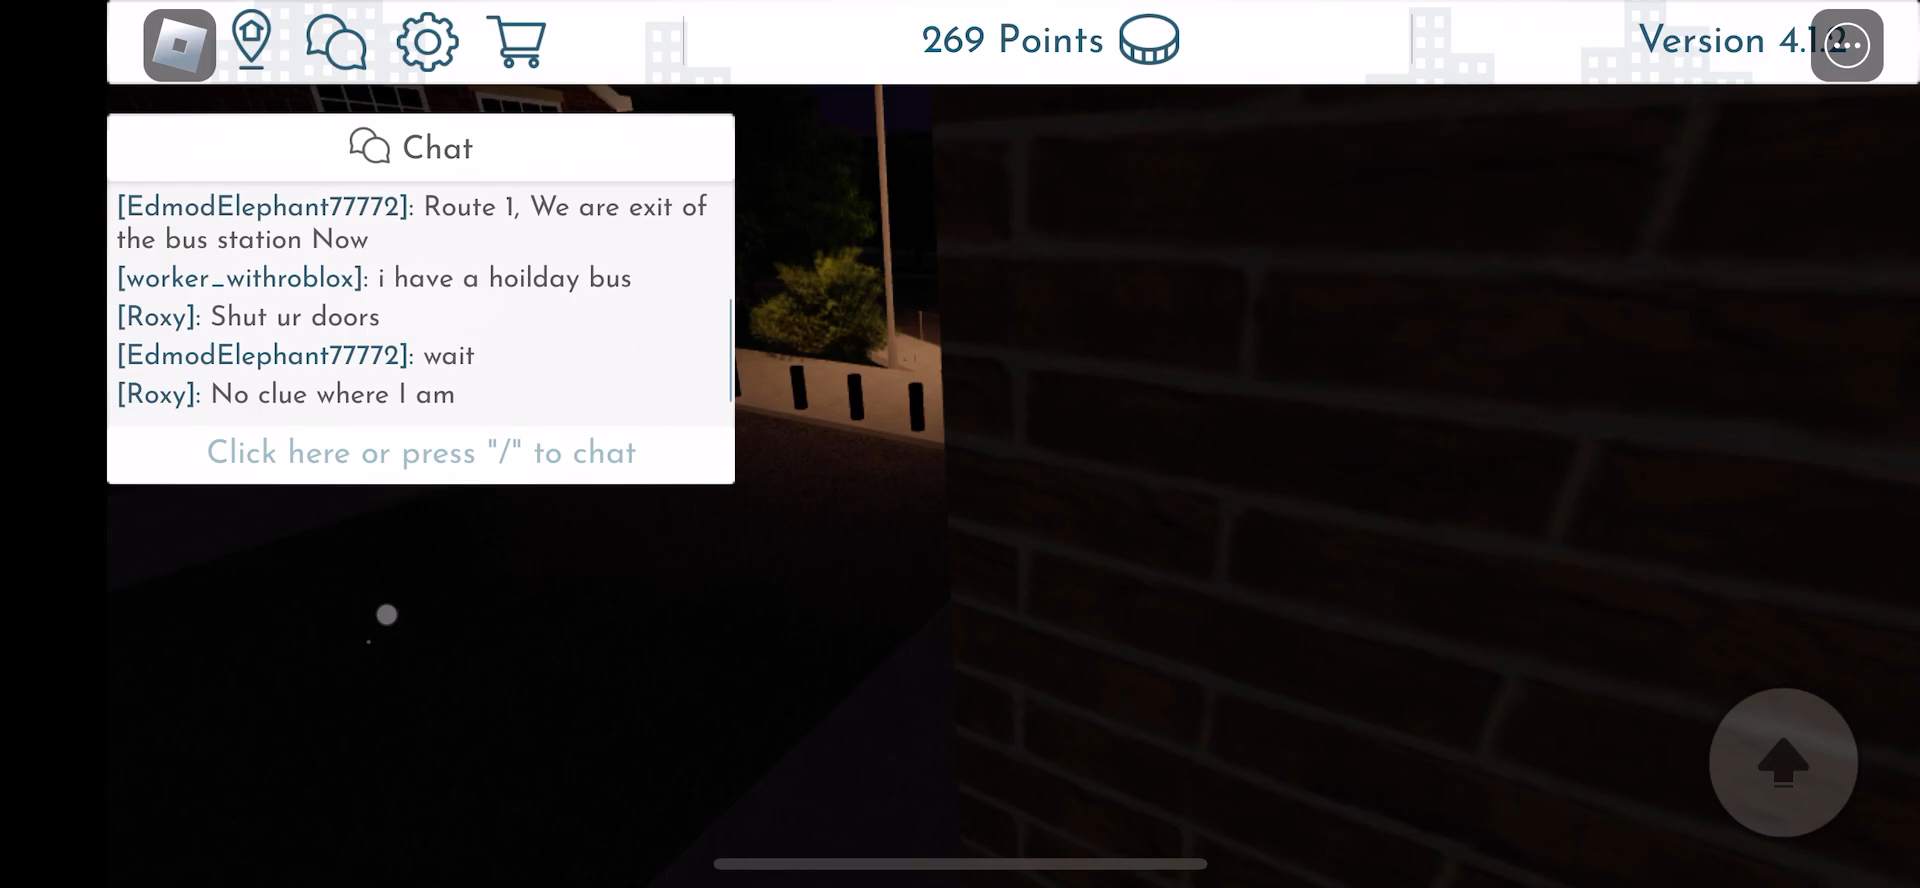 269 Points
Version 4.1.2
Chat
[EdmodElephant77772]: Route 1, We are exit of
the bus station Now
[worker_withroblox]: i have a hoilday bus
[Roxy]: Shut ur doors
[EdmodElephant77772]: wait
[Roxy]: No clue where I am
Click here or press "/" to chat